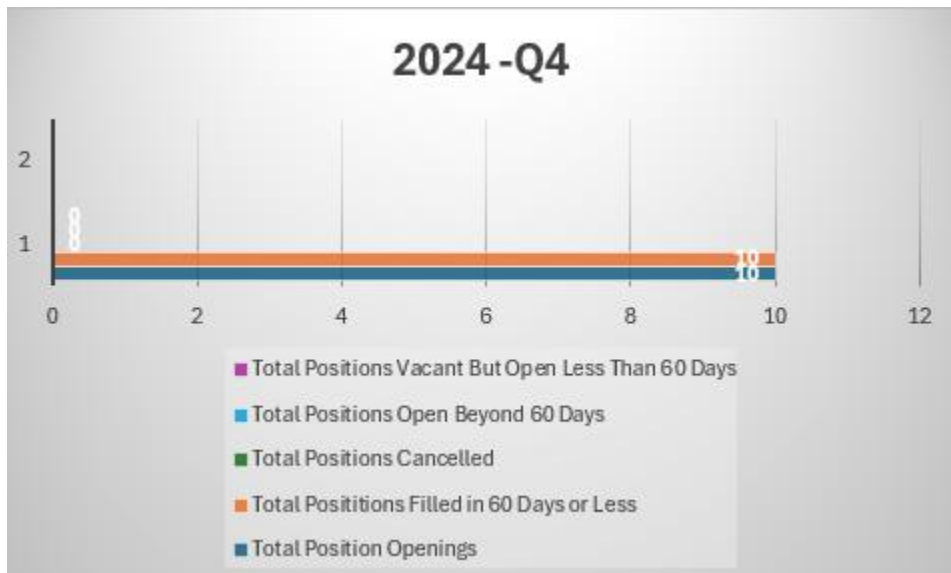 2024 -Q4
2
0
0
0
1
10
10
0 2 4 6 8 10 12
Total Positions Vacant But Open Less Than 60 Days
Total Positions Open Beyond 60 Days
Total Positions Cancelled
Total Posititions Filled in 60 Days or Less
Total Position Openings